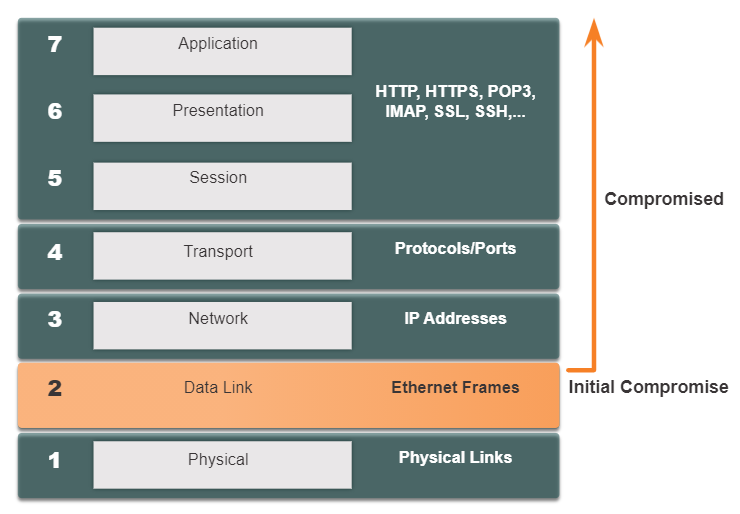 7 Application
HTTP, HTTPS, POP3,
6 Presentation
IMAP, SSL, SSH,...
5 Session
Compromised
4 Transport Protocols/Ports
3 Network IP Addresses
2 Data Link Ethernet Frames Initial Compromise
1 Physical Physical Links